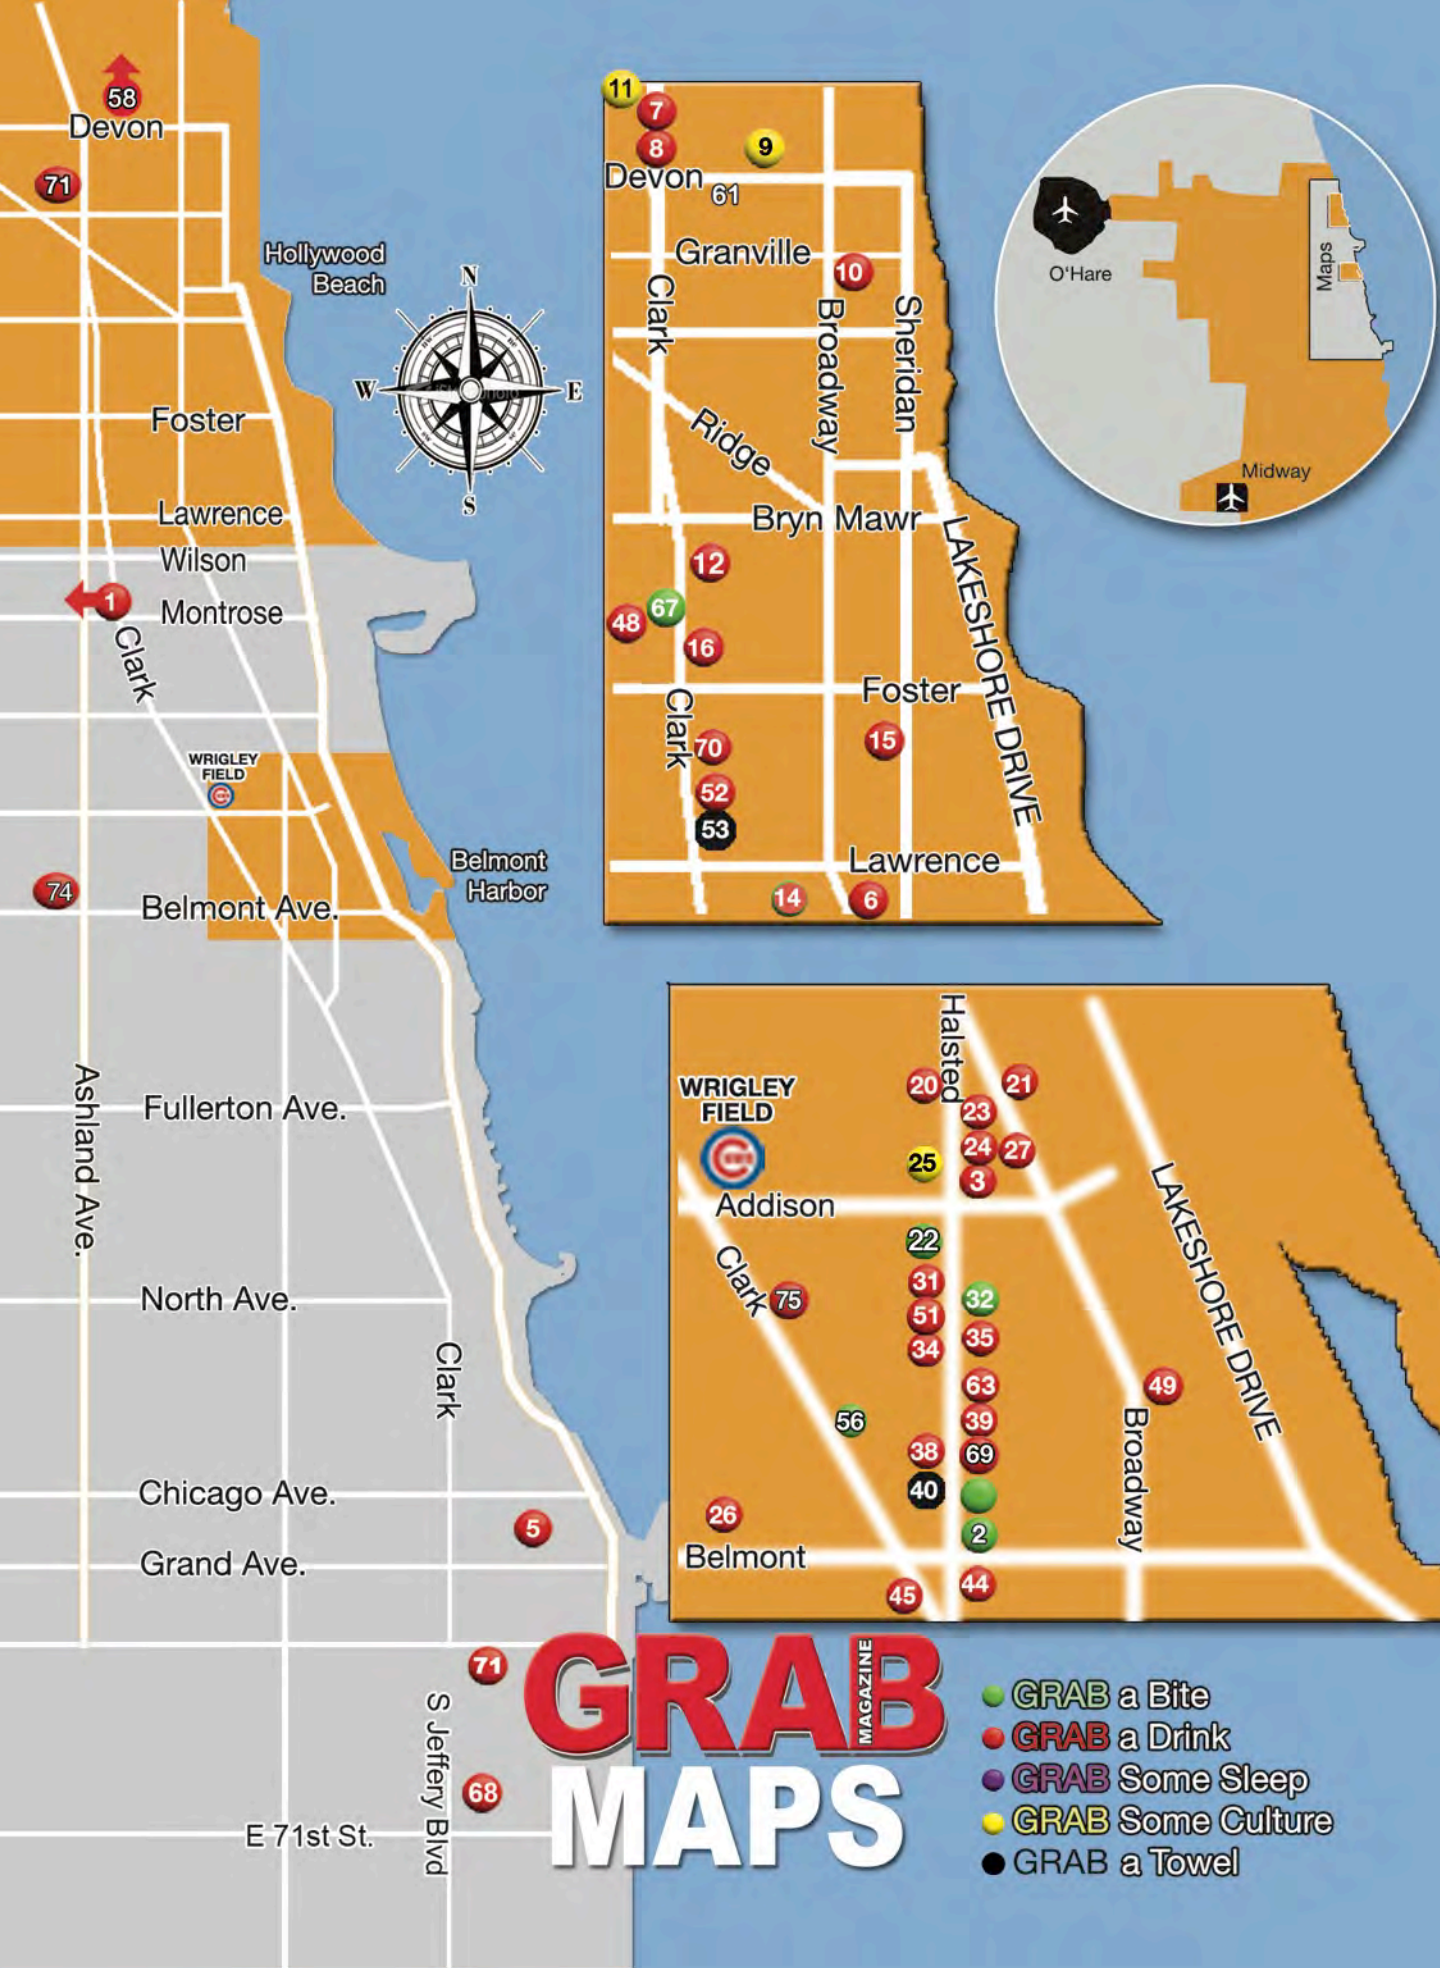 58
Devon
71
Hollywood
Beach
N
W
E
S
Foster
Lawrence
Wilson
1
Montrose
Clark
WRIGLEY
FIELD
74
Belmont Ave.
Belmont
Harbor
Ashland Ave.
Fullerton Ave.
North Ave.
Clark
Chicago Ave.
5
Grand Ave.
71
S Jeffery Blvd
68
E 71st St.
11
7
8
9
Devon
61
Granville
10
Clark
Broadway
Sheridan
Ridge
Bryn Mawr
LAKESHORE DRIVE
12
67
48
16
Foster
Clark
70
15
52
53
Lawrence
14
6
O'Hare
Maps
Midway
Halsted
WRIGLEY
FIELD
20
21
23
24
27
25
3
Addison
LAKESHORE DRIVE
22
Clark
75
31
32
51
35
34
63
49
56
39
Broadway
38
69
40
26
2
Belmont
45
44
GRAB
MAGAZINE
MAPS
GRAB a Bite
GRAB a Drink
GRAB Some Sleep
GRAB Some Culture
GRAB a Towel